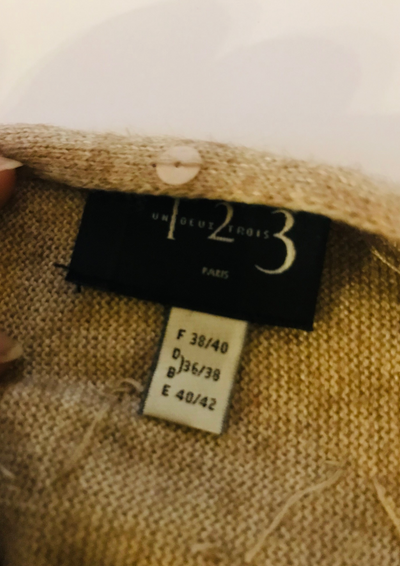 1 2 3
UN DEUX TROIS
PARIS
F 38/40
D
B)36/38
E 40/42